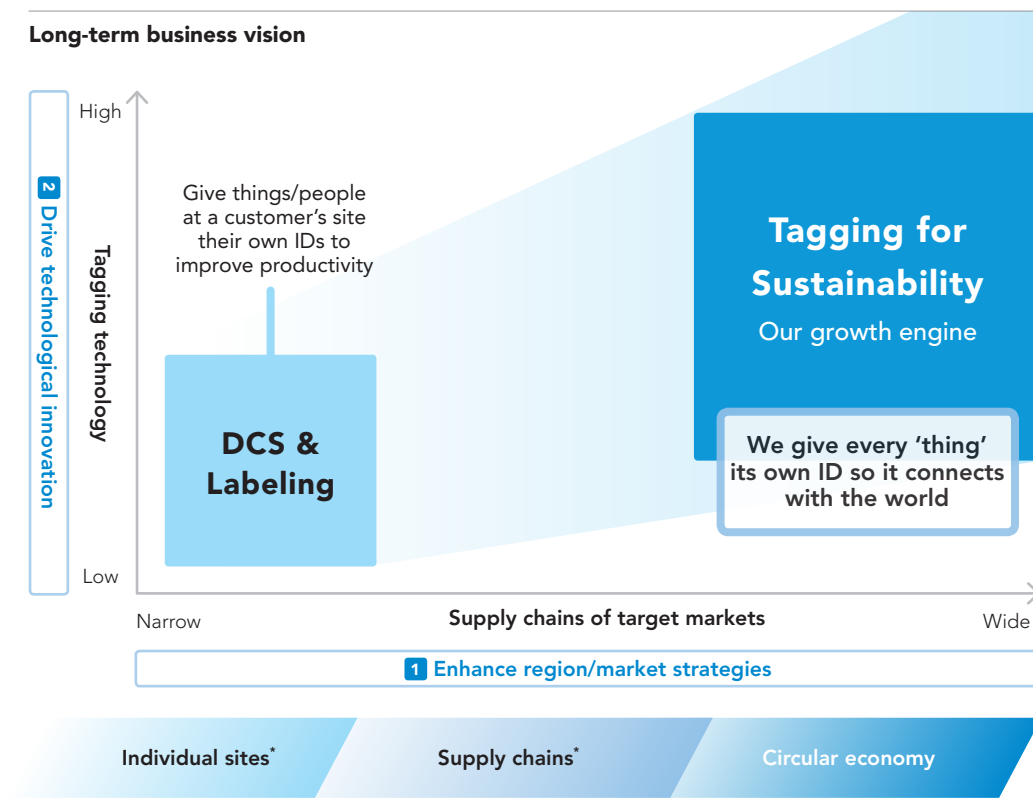 Long-term business vision
High
2 Drive technological innovation
Tagging technology
Give things/people
at a customer's site
their own IDs to
improve productivity
DCS &
Labeling
Tagging for
Sustainability
Our growth engine
We give every 'thing'
its own ID so it connects
with the world
Low
Narrow
Supply chains of target markets
Wide
1 Enhance region/market strategies
Individual sites*
Supply chains*
Circular economy